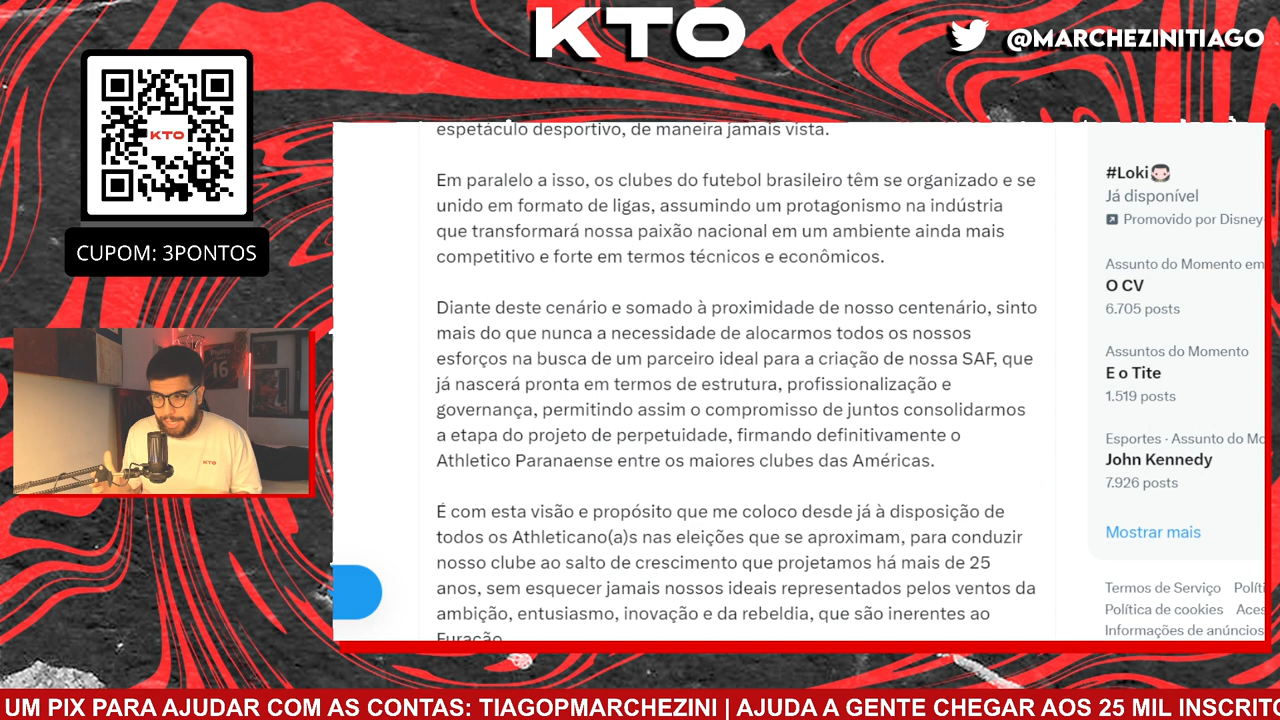 KTO
@MARCHEZINITIAGO
KTO
CUPOM: 3PONTOS
espetáculo desportivo, de maneira jamais vista.
Em paralelo a isso, os clubes do futebol brasileiro têm se organizado e se
unido em formato de ligas, assumindo um protagonismo na indústria
que transformará nossa paixão nacional em um ambiente ainda mais
competitivo e forte em termos técnicos e econômicos.
Diante deste cenário e somado à proximidade de nosso centenário, sinto
mais do que nunca a necessidade de alocarmos todos os nossos
esforços na busca de um parceiro ideal para a criação de nossa SAF, que
já nascerá pronta em termos de estrutura, profissionalização e
governança, permitindo assim o compromisso de juntos consolidarmos
a etapa do projeto de perpetuidade, firmando definitivamente o
Athletico Paranaense entre os maiores clubes das Américas.
É com esta visão e propósito que me coloco desde já à disposição de
todos os Athleticano(a)s nas eleições que se aproximam, para conduzir
nosso clube ao salto de crescimento que projetamos há mais de 25
anos, sem esquecer jamais nossos ideais representados pelos ventos da
ambição, entusiasmo, inovação e da rebeldia, que são inerentes ao
Furacão
#Loki
Já disponível
Promovido por Disney
Assunto do Momento em
O CV
6.705 posts
Assuntos do Momento
E o Tite
1.519 posts
Esportes · Assunto do Mo
John Kennedy
7.926 posts
Mostrar mais
Termos de Serviço Políti
Política de cookies Aces
Informações de anúncios
16
KTO
UM PIX PARA AJUDAR COM AS CONTAS: TIAGOPMARCHEZINI | AJUDA A GENTE CHEGAR AOS 25 MIL INSCRITO